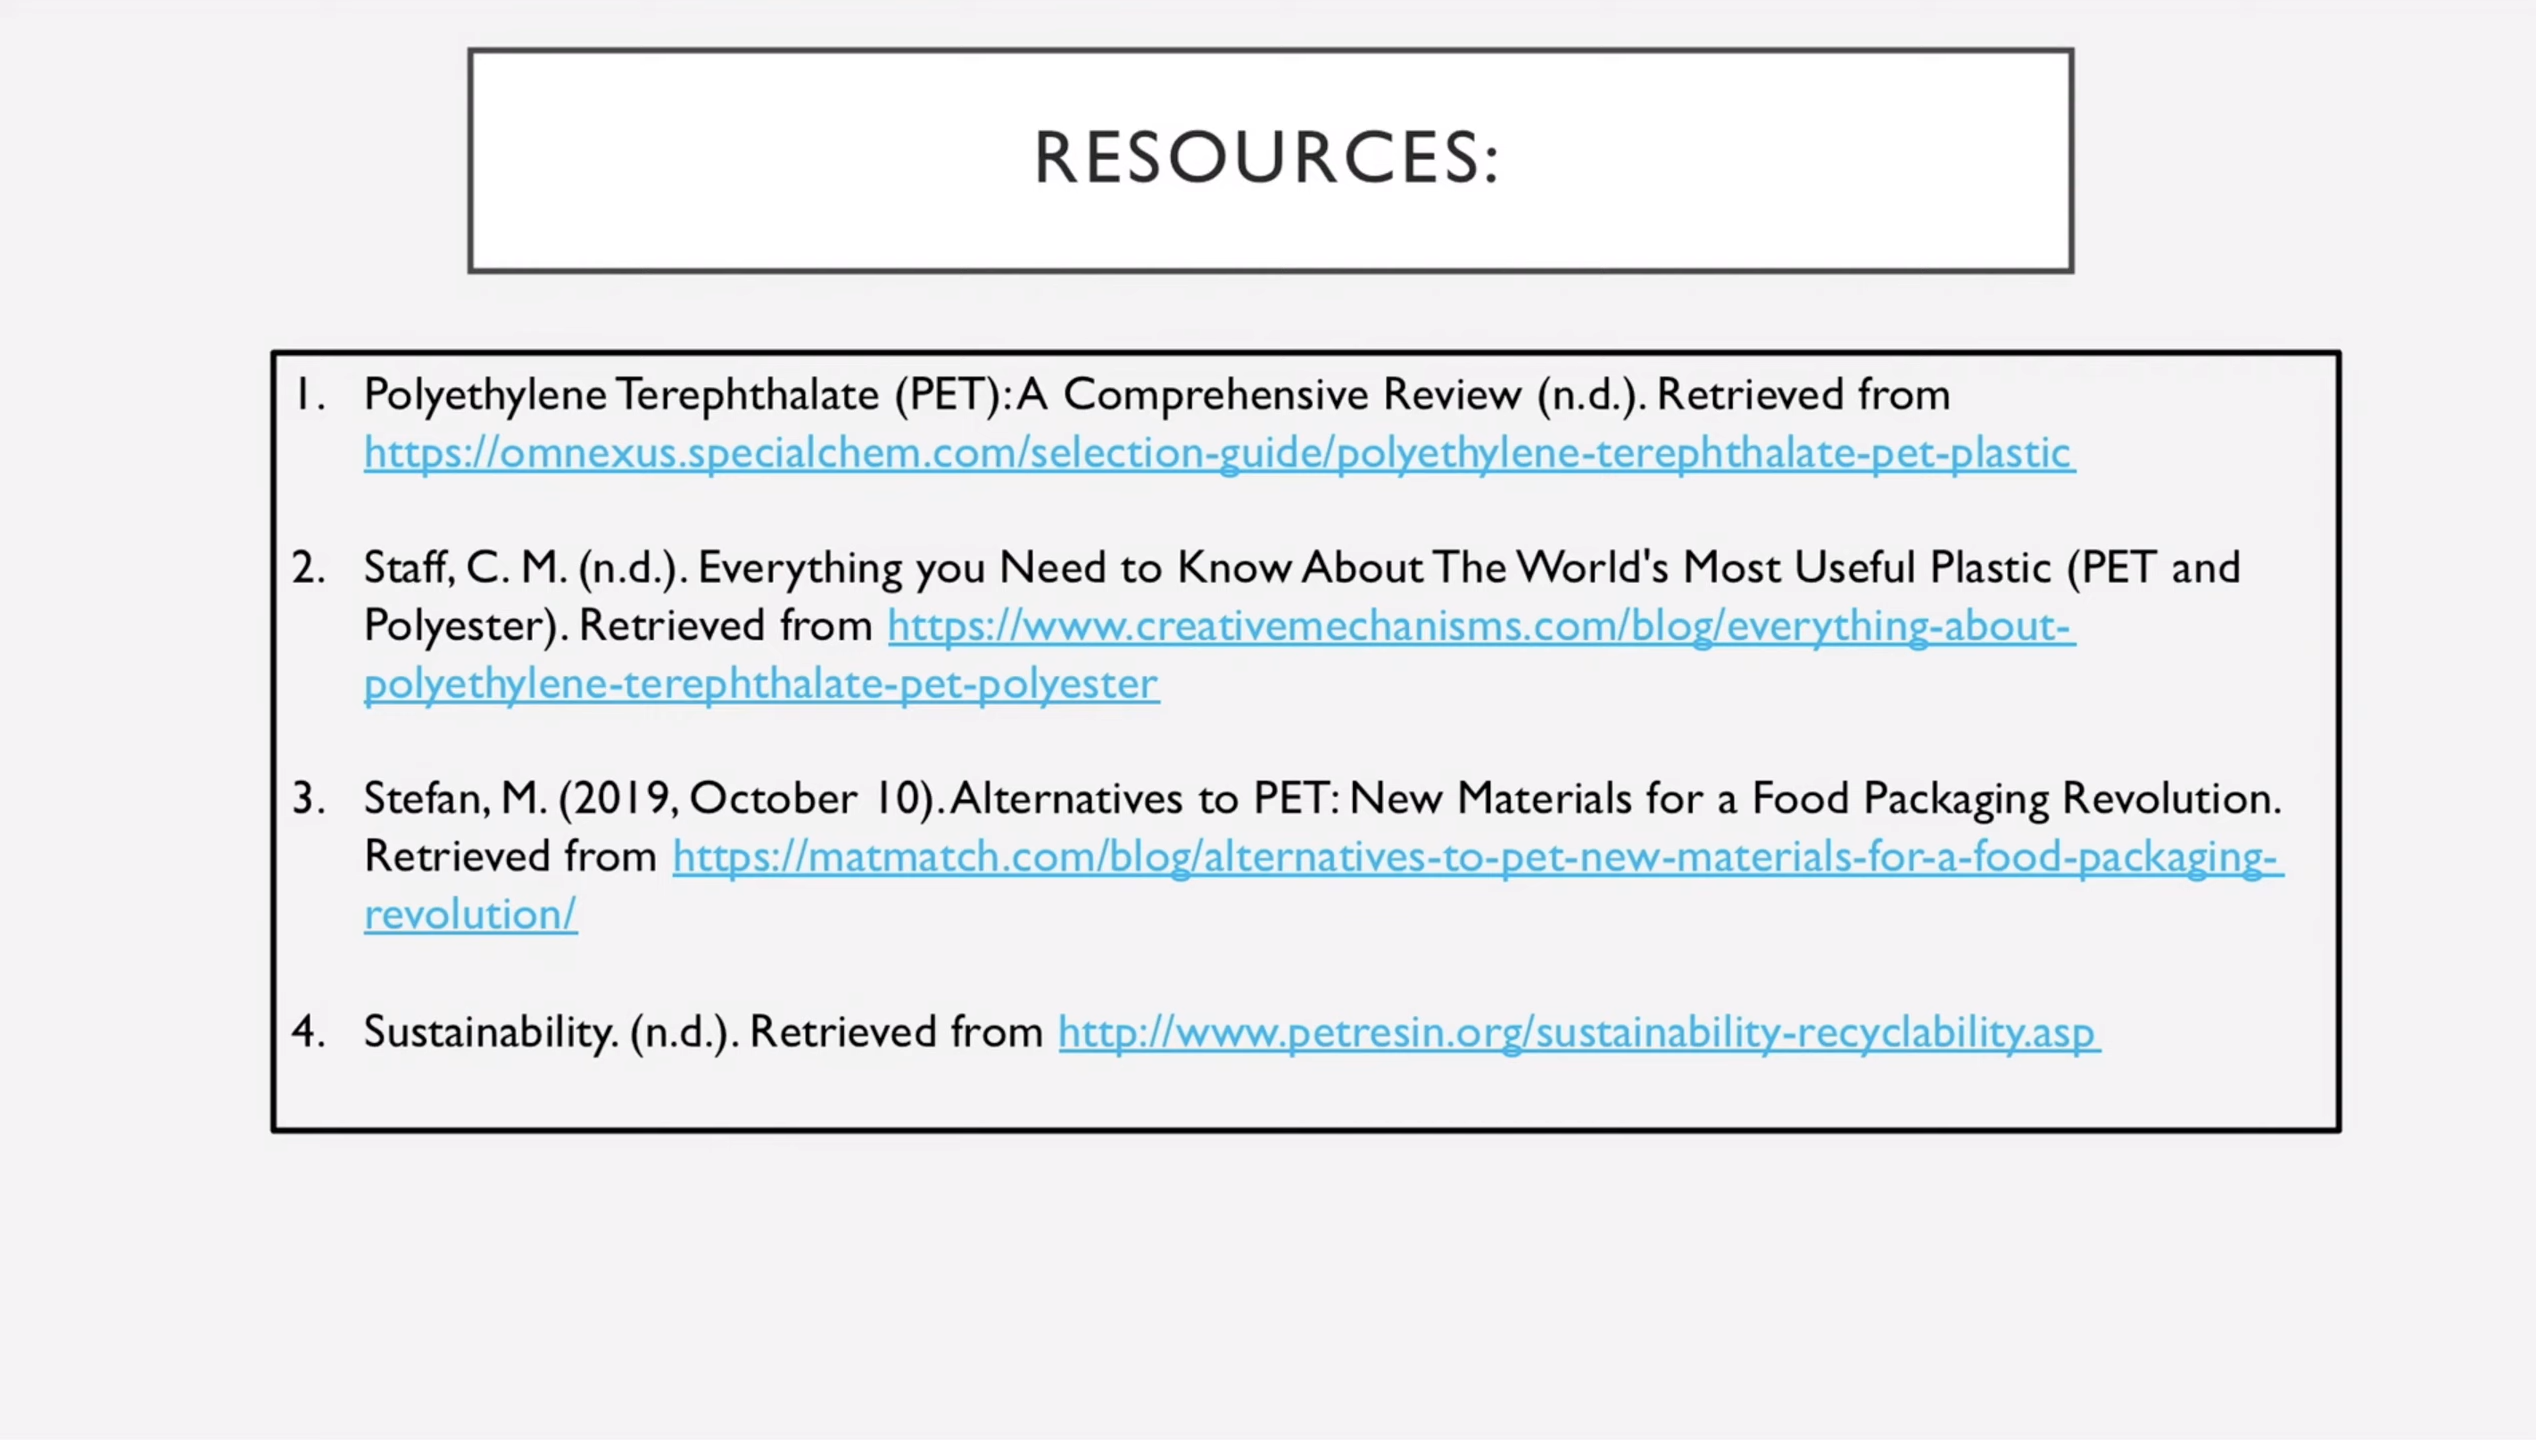 RESOURCES:
1. Polyethylene Terephthalate (PET): A Comprehensive Review (n.d.). Retrieved from
https://omnexus.specialchem.com/selection-guide/polyethylene-terephthalate-pet-plastic
2. Staff, C. M. (n.d.). Everything you Need to Know About The World's Most Useful Plastic (PET and
Polyester). Retrieved from https://www.creativemechanisms.com/blog/everything-about-
polyethylene-terephthalate-pet-polyester
3. Stefan, M. (2019, October 10). Alternatives to PET: New Materials for a Food Packaging Revolution.
Retrieved from https://matmatch.com/blog/alternatives-to-pet-new-materials-for-a-food-packaging-
revolution/
4. Sustainability. (n.d.). Retrieved from http://www.petresin.org/sustainability-recyclability.asp